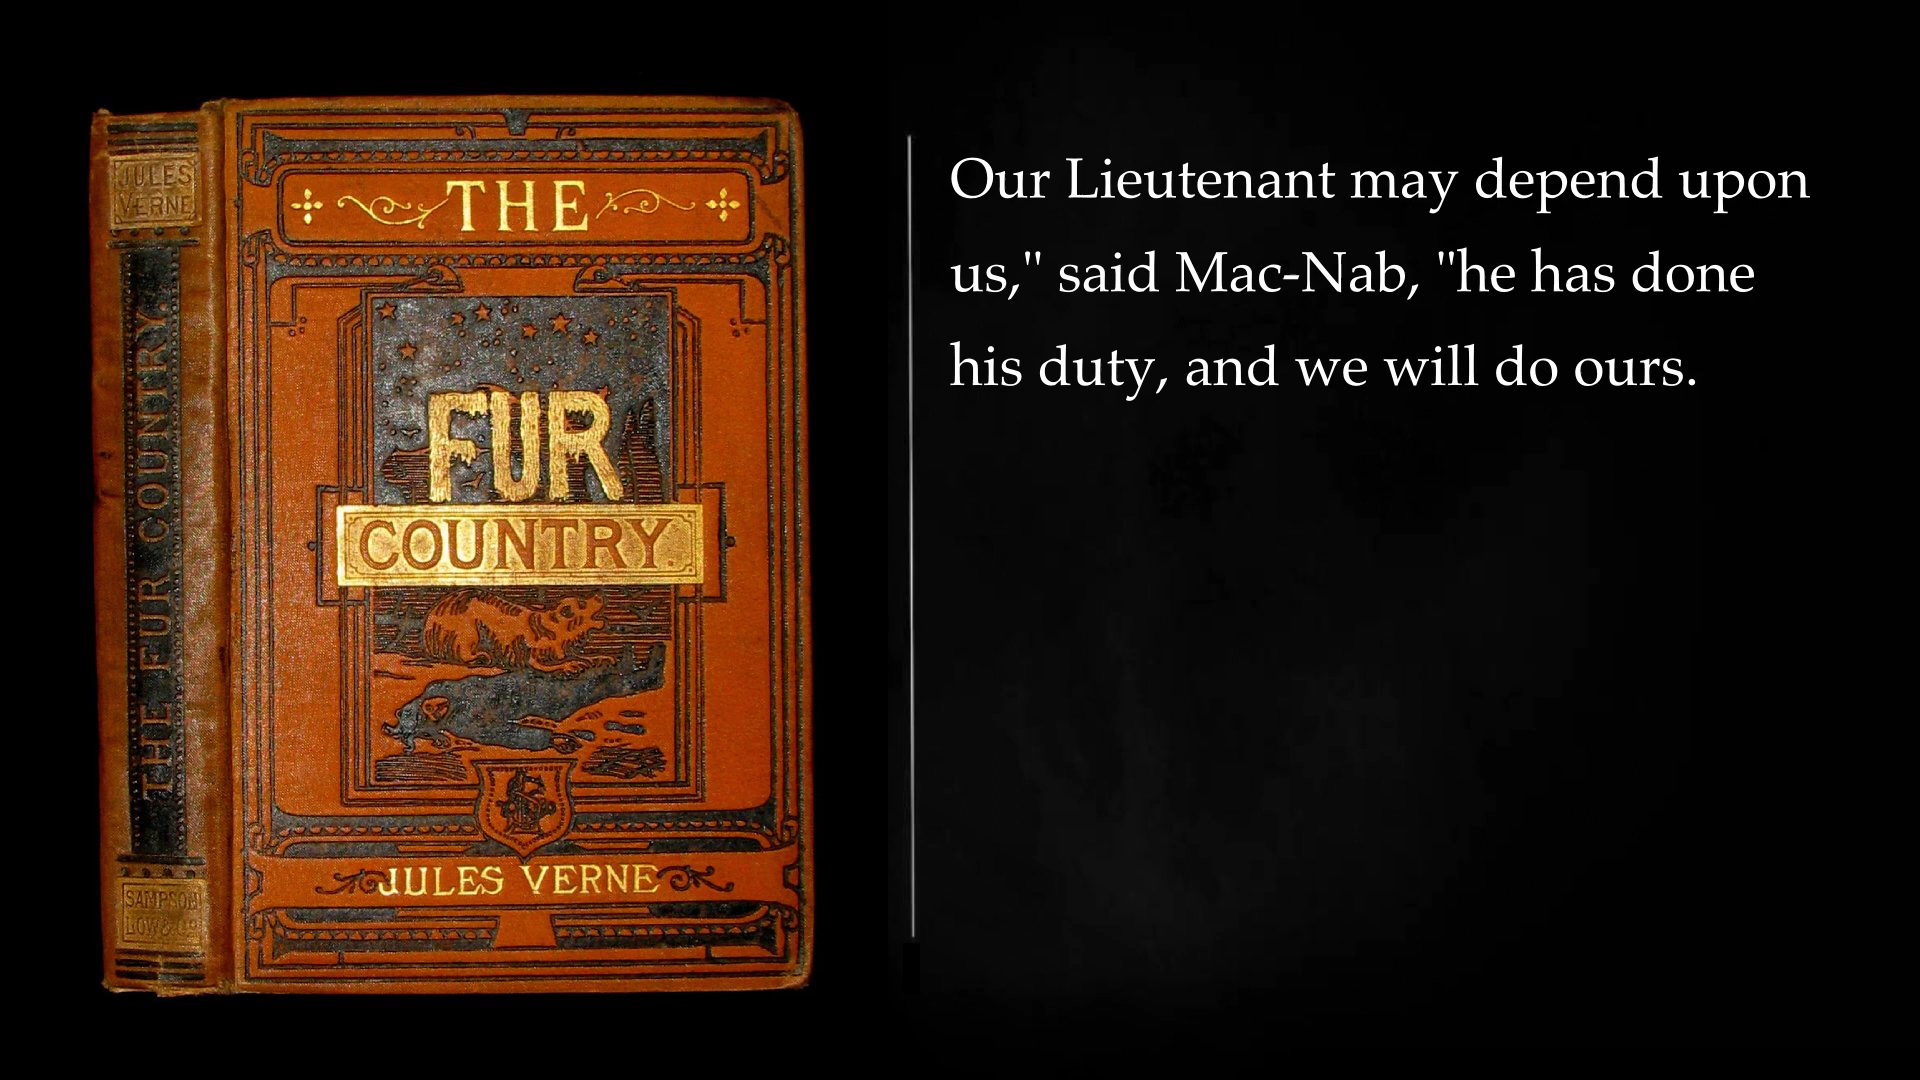 JULES
VERNE
THE FUR COUNTRY.
SAMPSON
LOW & Co
THE
FUR
COUNTRY.
JULES VERNE
Our Lieutenant may depend upon
us," said Mac-Nab, "he has done
his duty, and we will do ours.